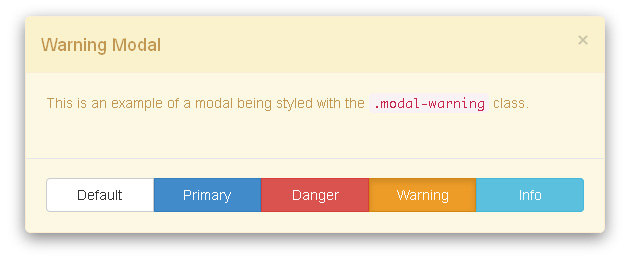 Warning Modal ×
This is an example of a modal being styled with the .modal-warning class.
Default Primary Danger Warning Info